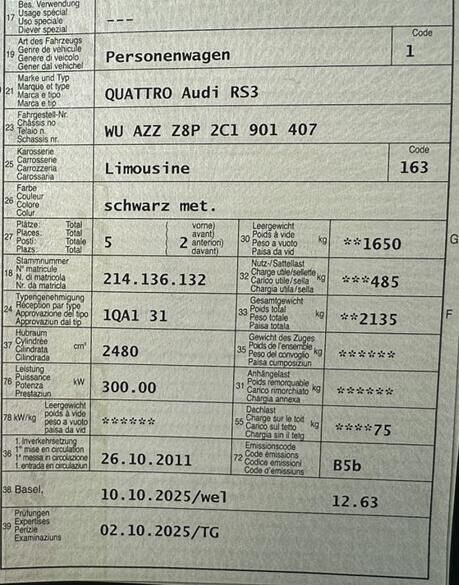 Bes. Verwendung
17 Usage spécial
Uso speciale
Diever spezial
---
19 Art des Fahrzeugs
Genre de véhicule
Genere di veicolo
Gener dal vehichel
Personenwagen
Code
1
21 Marke und Typ
Marque et type
Marca e tipo
Marca e tip
QUATTRO Audi RS3
23 Fahrgestell-Nr.
Châssis no
Telaio n.
Schassis nr.
WU AZZ Z8P 2C1 901 407
25 Karosserie
Carrosserie
Carrozzeria
Carossaria
Limousine
Code
163
26 Farbe
Couleur
Colore
Colur
schwarz met.
27 Plätze: Total
Places: Total
Posti: Totale
Plazs: Total
5
vorne)
avant)
anteriori)
davant)
2
30 Leergewicht
Poids à vide
Peso a vuoto
Paisa da vid
kg
**1650
G
18 Stammnummer
N° matricule
N. di matricola
Nr. da matricla
214.136.132
32 Nutz-/Sattellast
Charge utile/sellette
Carico utile/sella
Chargia utila/sella
kg
***485
24 Typengenehmigung
Réception par type
Approvazione del tipo
Approvaziun dal tip
1QA1 31
33 Gesamtgewicht
Poids total
Peso totale
Paisa totala
kg
**2135
F
37 Hubraum
Cylindrée
Cilindrata
Cilindrada
cm³
2480
35 Gewicht des Zuges
Poids de l'ensemble
Peso del convoglio
Paisa cumposiziun
kg
******
76 Leistung
Puissance
Potenza
Prestaziun
kW
300.00
31 Anhängelast
Poids remorquable
Carico rimorchiato
Chargia annexa
kg
******
78 kW/kg
Leergewicht
poids à vide
peso a vuoto
paisa da vid
******
55 Dachlast
Charge sur le toit
Carico sul tetto
Chargia sin il tetg
kg
****75
36 1. Inverkehrsetzung
1re mise en circulation
1a messa in circolazione
1. entrada en circulaziun
26.10.2011
72 Emissionscode
Code émissions
Codice emissioni
Code d'emissiuns
B5b
38 Basel,
10.10.2025/wel
12.63
39 Prüfungen
Expertises
Perizie
Examinaziuns
02.10.2025/TG